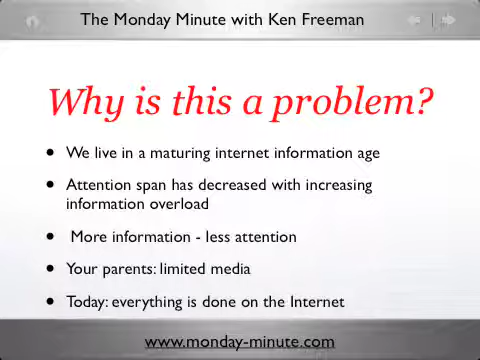 The Monday Minute with Ken Freeman
Why is this a problem?
• We live in a maturing internet information age
• Attention span has decreased with increasing
information overload
• More information - less attention
• Your parents: limited media
• Today: everything is done on the Internet
www.monday-minute.com